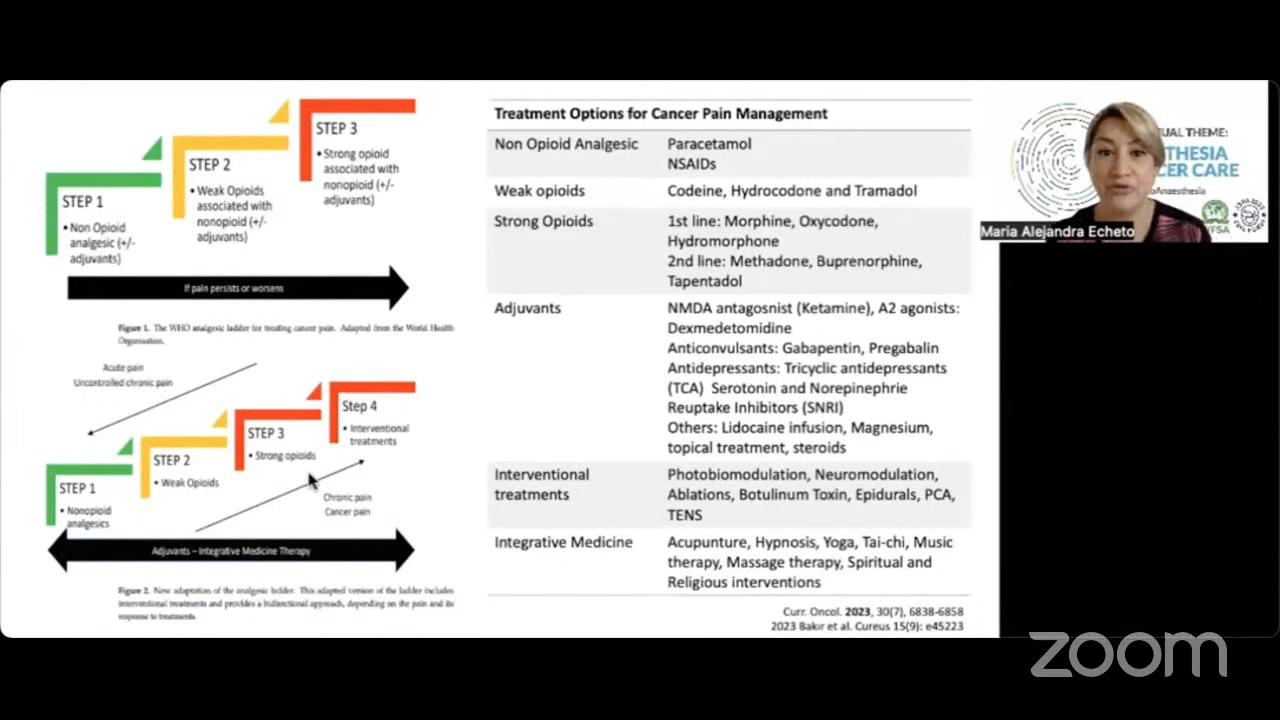 STEP 1
• Non Opioid
analgesic (+/-
adjuvants)
STEP 2
• Weak Opioids
associated with
nonopioid (+/-
adjuvants)
STEP 3
• Strong opioid
associated with
nonopioid (+/-
adjuvants)
If pain persists or worsens
Figure 1. The WHO analgesic ladder for treating cancer pain. Adapted from the World Health
Organisation.
Acute pain
Uncontrolled chronic pain
STEP 1
• Nonopioid
analgesics
STEP 2
• Weak Opioids
STEP 3
• Strong opioids
Step 4
• Interventional
treatments
Chronic pain
Cancer pain
Adjuvants – Integrative Medicine Therapy
Figure 2. New adaptation of the analgesic ladder. This adapted version of the ladder includes
interventional treatments and provides a bidirectional approach, depending on the pain and its
response to treatments.
Treatment Options for Cancer Pain Management
Non Opioid Analgesic
Paracetamol
NSAIDs
Weak opioids
Codeine, Hydrocodone and Tramadol
Strong Opioids
1st line: Morphine, Oxycodone,
Hydromorphone
2nd line: Methadone, Buprenorphine,
Tapentadol
Adjuvants
NMDA antagosnist (Ketamine), A2 agonists:
Dexmedetomidine
Anticonvulsants: Gabapentin, Pregabalin
Antidepressants: Tricyclic antidepressants
(TCA) Serotonin and Norepinephrie
Reuptake Inhibitors (SNRI)
Others: Lidocaine infusion, Magnesium,
topical treatment, steroids
Interventional
treatments
Photobiomodulation, Neuromodulation,
Ablations, Botulinum Toxin, Epidurals, PCA,
TENS
Integrative Medicine
Acupunture, Hypnosis, Yoga, Tai-chi, Music
therapy, Massage therapy, Spiritual and
Religious interventions
Curr. Oncol. 2023, 30(7), 6838-6858
2023 Bakır et al. Cureus 15(9): e45223
UAL THEME:
THESIA
CER CARE
Anaesthesia
FSA
Maria Alejandra Echeto
zoom